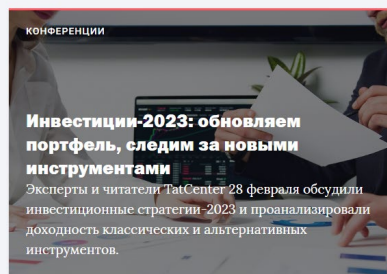 КОНФЕРЕНЦИИ
Инвестиции-2023: обновляем
портфель, следим за новыми
инструментами
Эксперты и читатели TatCenter 28 февраля обсудили
инвестиционные стратегии-2023 и проанализировали
доходность классических и альтернативных
инструментов.